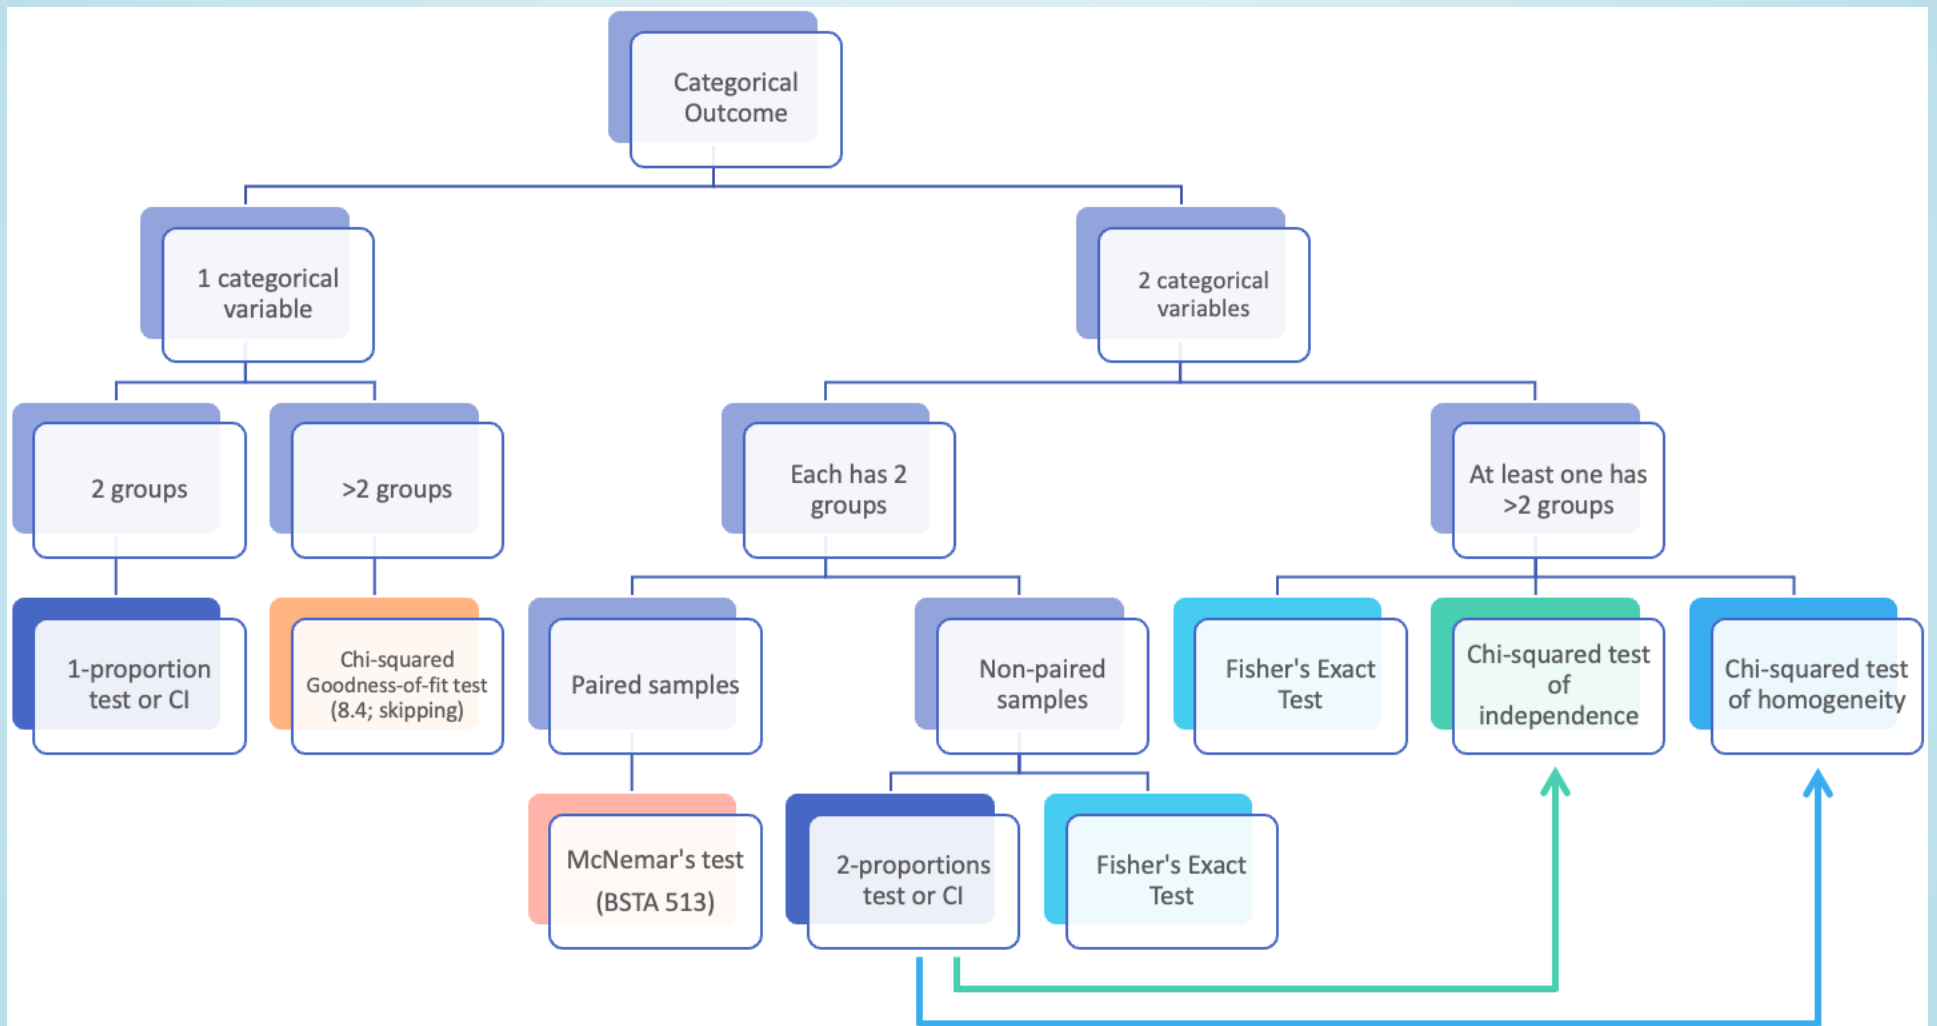 Categorical
Outcome
1 categorical
variable
2 categorical
variables
2 groups
>2 groups
Each has 2
groups
At least one has
>2 groups
1-proportion
test or CI
Chi-squared
Goodness-of-fit test
(8.4; skipping)
Paired samples
Non-paired
samples
Fisher's Exact
Test
Chi-squared test
of
independence
Chi-squared test
of homogeneity
McNemar's test
(BSTA 513)
2-proportions
test or CI
Fisher's Exact
Test